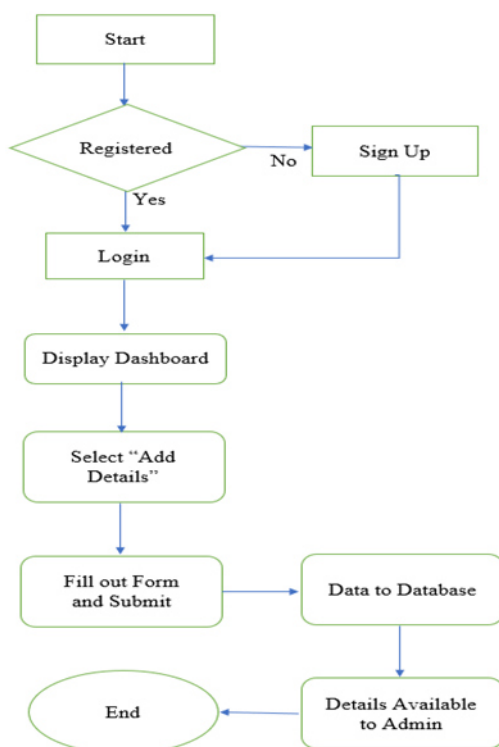 Start
Registered
No
Sign Up
Yes
Login
Display Dashboard
Select “Add
Details”
Fill out Form
and Submit
Data to Database
Details Available
to Admin
End